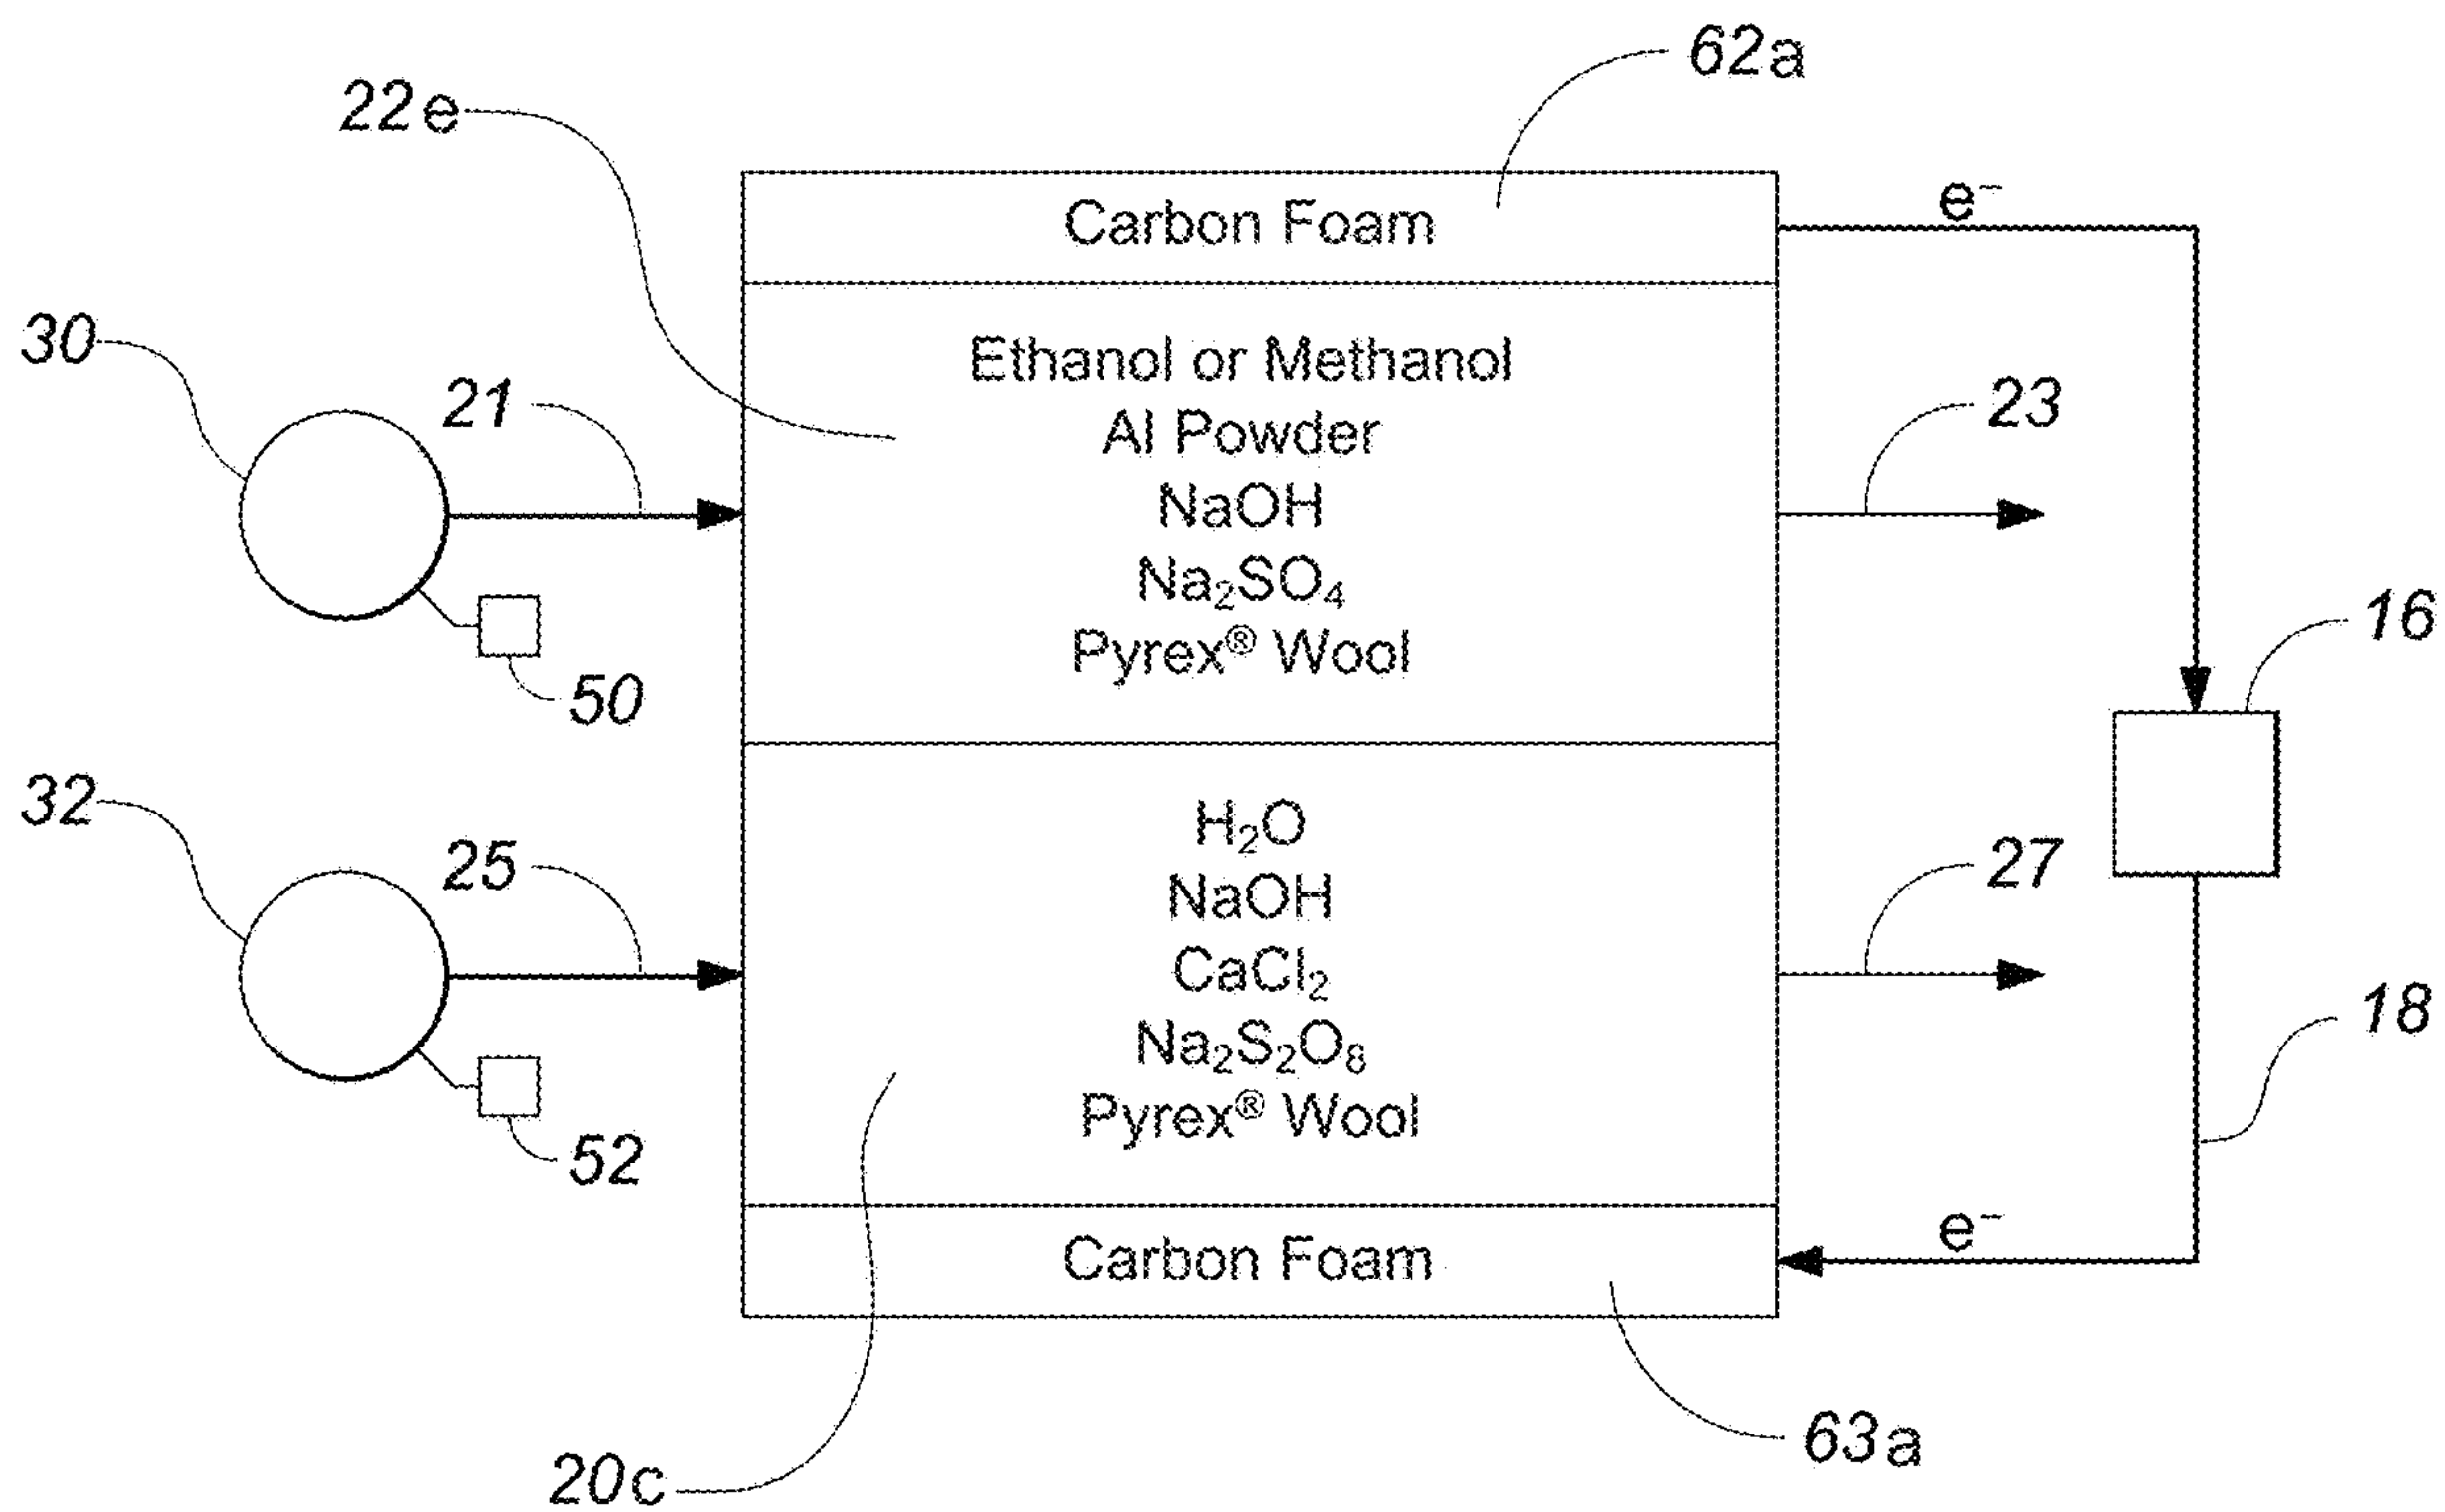 62a
22e
Carbon Foam
e⁻
30
21
Ethanol or Methanol
Al Powder
NaOH
Na₂SO₄
Pyrex® Wool
23
50
16
32
25
H₂O
NaOH
CaCl₂
Na₂S₂O₈
Pyrex® Wool
27
52
18
e⁻
Carbon Foam
63a
20c